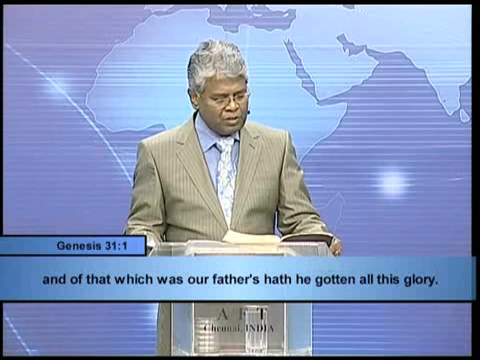 Genesis 31:1
and of that which was our father's hath he gotten all this glory.
A F T
Chennai, INDIA